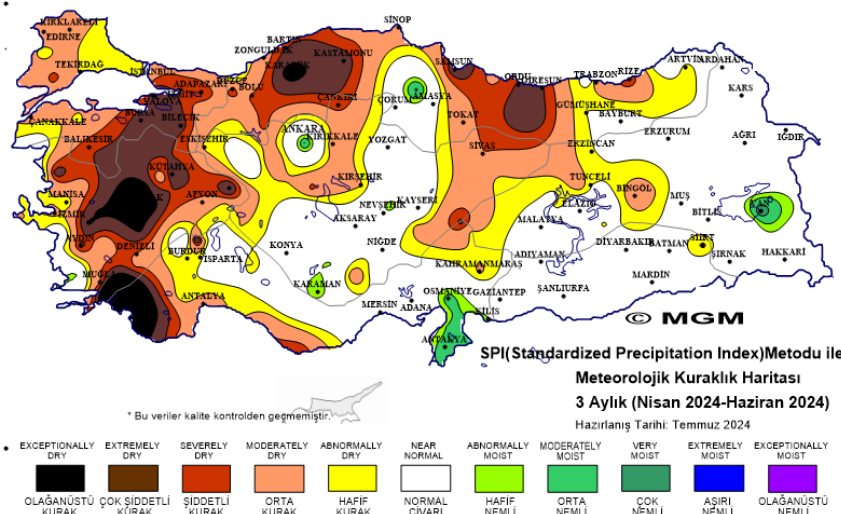 SİNOP
KIRKLARELİ
EDİRNE
BARTIN
ZONGULDAK
KASTAMONU
KARABÜK
TEKİRDAĞ
İSTANBUL
SAMSUN
ARTVİN
ARDAHAN
ORDU
GİRESUN
TRABZON
RİZE
DÜZCE
ADAPAZARI
BOLU
YALOVA
ÇANKIRI
ÇORUM
AMASYA
KARS
ÇANAKKALE
BURSA
BİLECİK
TOKAT
GÜMÜŞHANE
BAYBURT
ANKARA
KIRIKKALE
BALIKESİR
ESKİŞEHİR
YOZGAT
SİVAS
ERZİNCAN
ERZURUM
AĞRI
IĞDIR
KÜTAHYA
KIRŞEHİR
TUNCELİ
BİNGÖL
MUŞ
MANİSA
AFYON
NEVŞEHİR
KAYSERİ
ELAZIĞ
BİTLİS
VAN
İZMİR
AKSARAY
MALATYA
AYDIN
DENİZLİ
BURDUR
ISPARTA
KONYA
NİĞDE
DİYARBAKIR
BATMAN
SİİRT
ŞIRNAK
HAKKARİ
KAHRAMANMARAŞ
ADIYAMAN
MUĞLA
ANTALYA
KARAMAN
MERSİN
ADANA
OSMANİYE
GAZİANTEP
ŞANLIURFA
MARDİN
KİLİS
ANTAKYA
© MGM
SPI(Standardized Precipitation Index)Metodu ile
Meteorolojik Kuraklık Haritası
3 Aylık (Nisan 2024-Haziran 2024)
Hazırlanış Tarihi: Temmuz 2024
* Bu veriler kalite kontrolden geçmemiştir.
EXCEPTIONALLY DRY
EXTREMELY DRY
SEVERELY DRY
MODERATELY DRY
ABNORMALLY DRY
NEAR NORMAL
ABNORMALLY MOIST
MODERATELY MOIST
VERY MOIST
EXTREMELY MOIST
EXCEPTIONALLY MOIST
OLAĞANÜSTÜ KURAK
ÇOK ŞİDDETLİ KURAK
ŞİDDETLİ KURAK
ORTA KURAK
HAFİF KURAK
NORMAL CİVARI
HAFİF NEMLİ
ORTA NEMLİ
ÇOK NEMLİ
AŞIRI NEMLİ
OLAĞANÜSTÜ NEMLİ